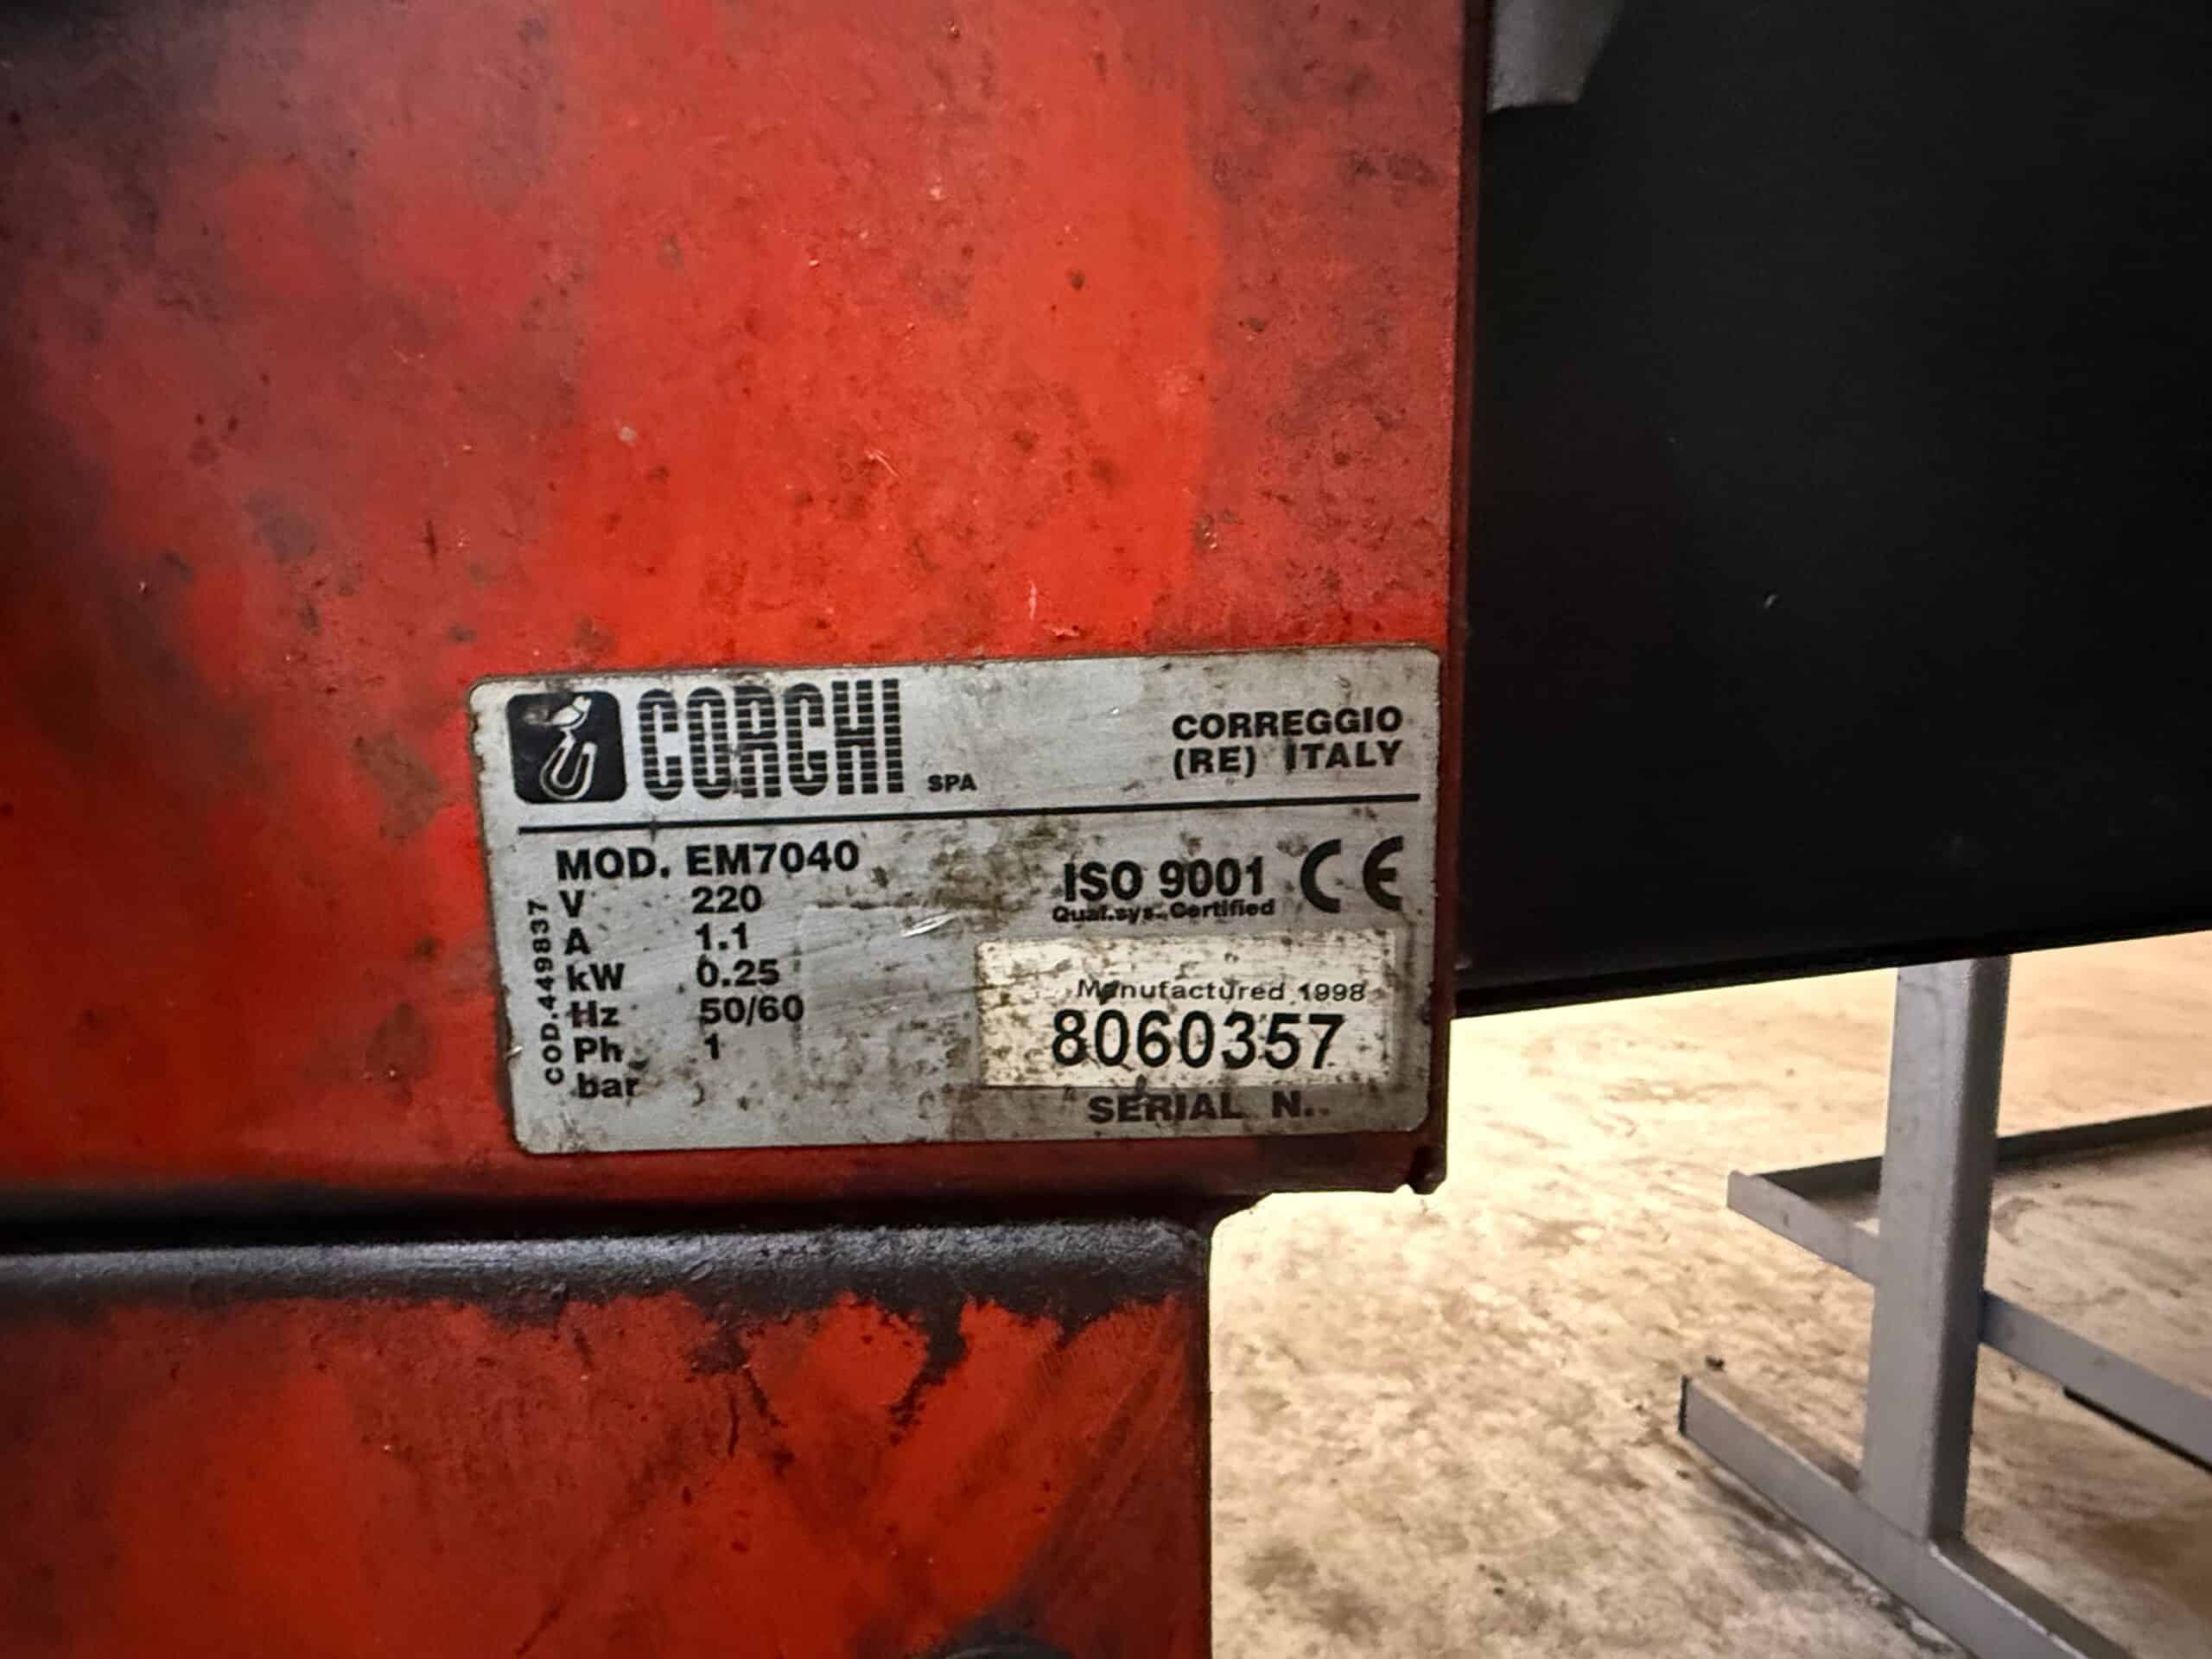 CORGHI SPA
CORREGGIO
(RE) ITALY
MOD. EM7040
V 220
A 1.1
kW 0.25
Hz 50/60
Ph 1
bar
COD.449837
ISO 9001 CE
Qual.sys.Certified
Manufactured 1998
8060357
SERIAL N.